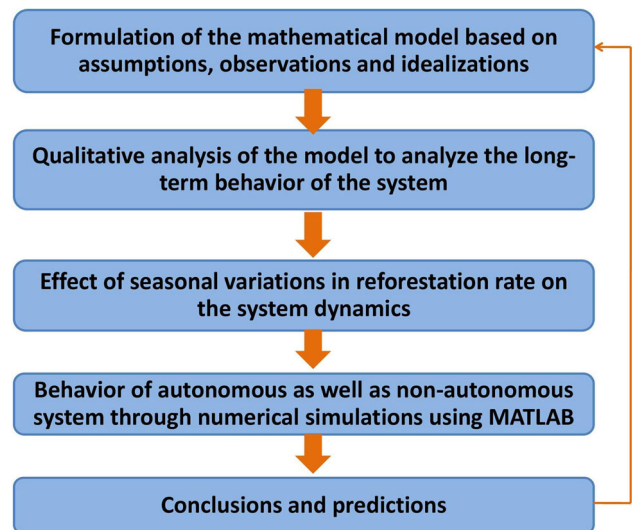 Formulation of the mathematical model based on
assumptions, observations and idealizations
Qualitative analysis of the model to analyze the long-
term behavior of the system
Effect of seasonal variations in reforestation rate on
the system dynamics
Behavior of autonomous as well as non-autonomous
system through numerical simulations using MATLAB
Conclusions and predictions